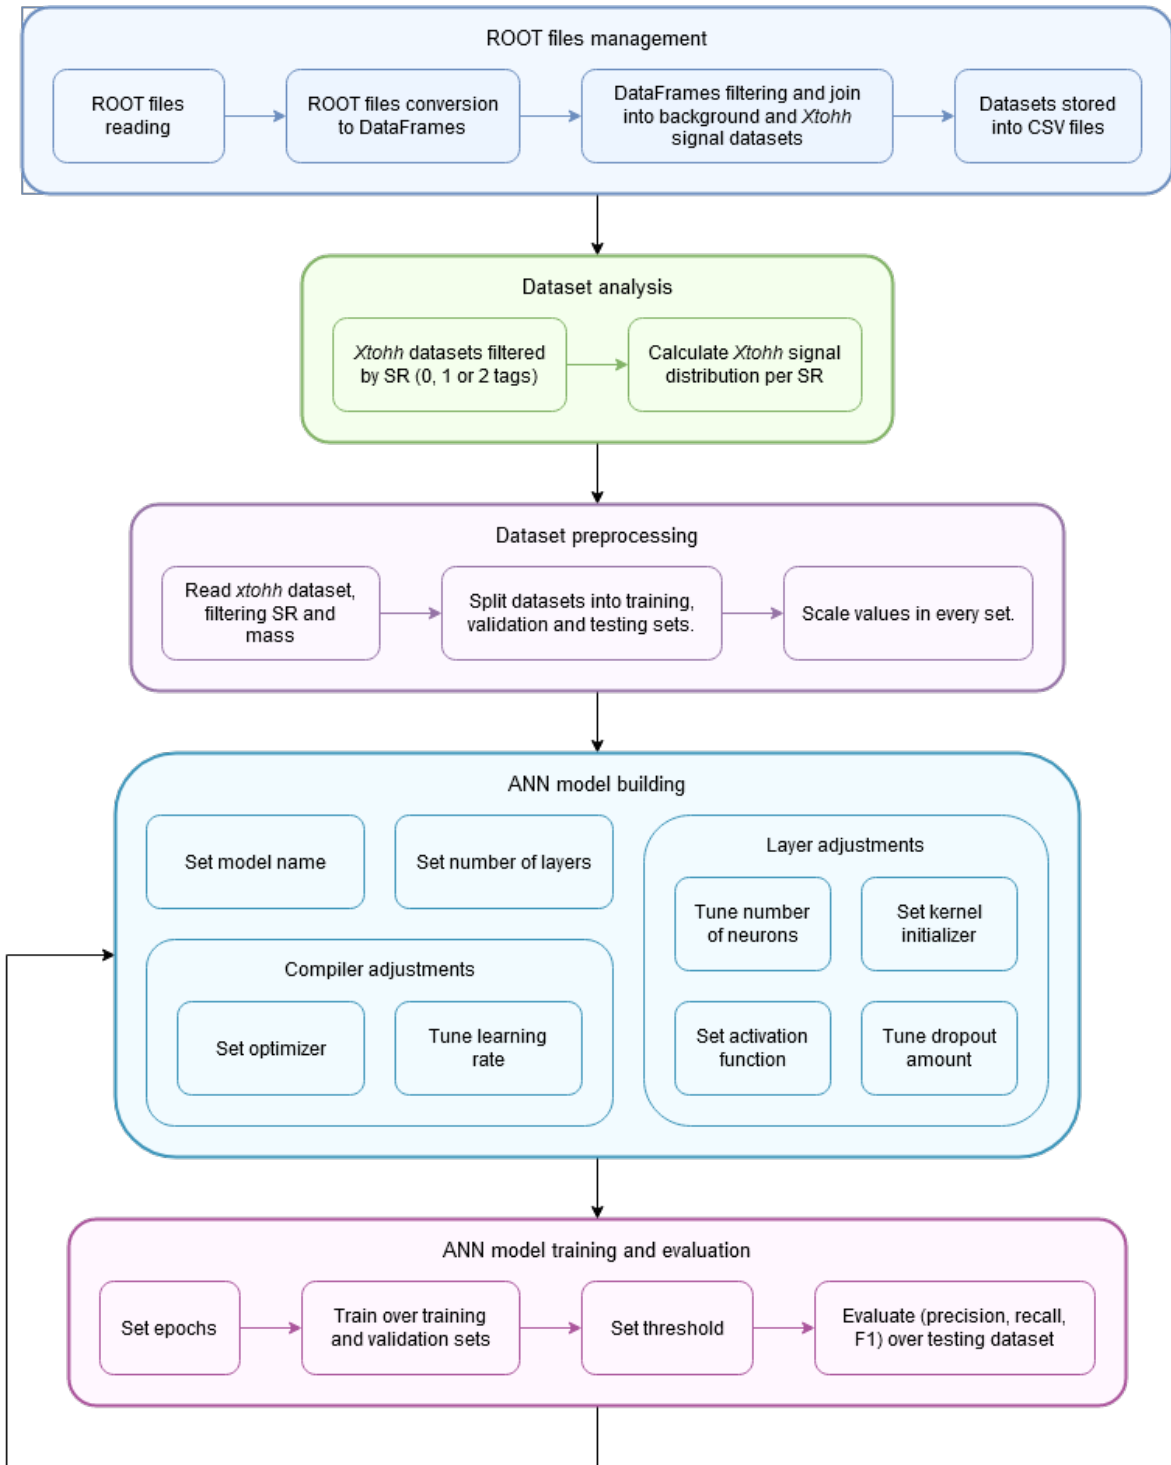 ROOT files management
ROOT files
reading
ROOT files conversion
to DataFrames
DataFrames filtering and join
into background and Xtohh
signal datasets
Datasets stored
into CSV files
Dataset analysis
Xtohh datasets filtered
by SR (0, 1 or 2 tags)
Calculate Xtohh signal
distribution per SR
Dataset preprocessing
Read xtohh dataset,
filtering SR and
mass
Split datasets into training,
validation and testing sets.
Scale values in every set.
ANN model building
Set model name
Set number of layers
Layer adjustments
Tune number
of neurons
Set kernel
initializer
Compiler adjustments
Set optimizer
Tune learning
rate
Set activation
function
Tune dropout
amount
ANN model training and evaluation
Set epochs
Train over training
and validation sets
Set threshold
Evaluate (precision, recall,
F1) over testing dataset